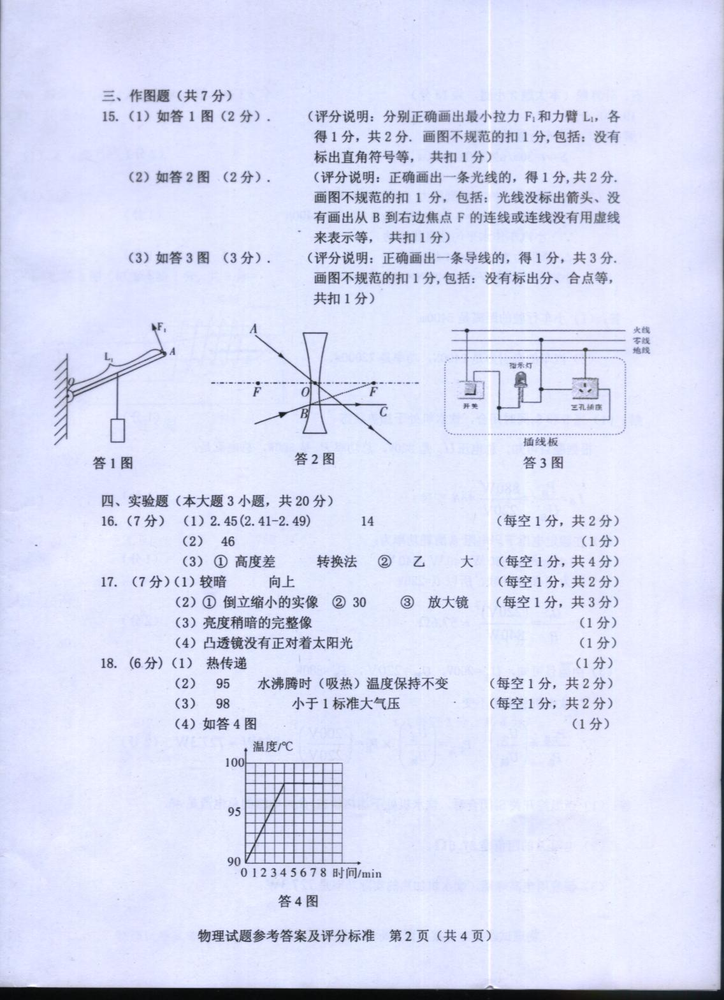 三、作图题（共7分）
15.（1）如答1图（2分）. （评分说明：分别正确画出最小拉力F₁和力臂L₁，各
得1分，共2分. 画图不规范的扣1分,包括：没有
标出直角符号等， 共扣1分）
（2）如答2图 （2分）. （评分说明：正确画出一条光线的，得1分,共2分.
画图不规范的扣 1 分，包括：光线没标出箭头、没
有画出从 B 到右边焦点 F 的连线或连线没有用虚线
来表示等， 共扣1分）
（3）如答3图 （3分）. （评分说明：正确画出一条导线的，得1分，共3分.
画图不规范的扣1分,包括：没有标出分、合点等，
共扣1分）
F₁
A
L₁
O
答1图
A
F
O
F
B
C
答2图
火线
零线
地线
指示灯
开关
三孔插座
插线板
答3图
四、实验题（本大题3小题，共20分）
16.（7分）（1）2.45(2.41-2.49) 14 （每空1分，共2分）
（2） 46 （1分）
（3）① 高度差 转换法 ② 乙 大 （每空1分，共4分）
17. （7分）（1）较暗 向上 （每空1分，共2分）
（2）① 倒立缩小的实像 ② 30 ③ 放大镜 （每空1分，共3分）
（3）亮度稍暗的完整像 （1分）
（4）凸透镜没有正对着太阳光 （1分）
18. (6分)（1） 热传递 （1分）
（2） 95 水沸腾时（吸热）温度保持不变 （每空1分，共2分）
（3） 98 小于1标准大气压 （每空1分，共2分）
（4）如答4图 （1分）
温度/℃
100
95
90
0 1 2 3 4 5 6 7 8 时间/min
答4图
物理试题参考答案及评分标准 第2页（共4页）